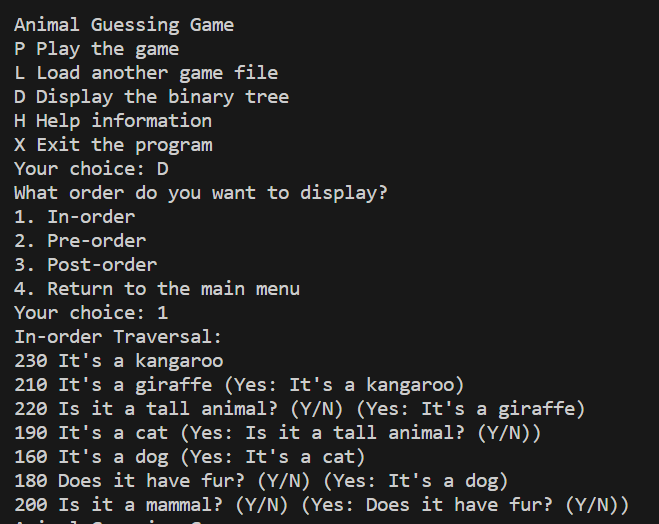 Animal Guessing Game
P Play the game
L Load another game file
D Display the binary tree
H Help information
X Exit the program
Your choice: D
What order do you want to display?
1. In-order
2. Pre-order
3. Post-order
4. Return to the main menu
Your choice: 1
In-order Traversal:
230 It's a kangaroo
210 It's a giraffe (Yes: It's a kangaroo)
220 Is it a tall animal? (Y/N) (Yes: It's a giraffe)
190 It's a cat (Yes: Is it a tall animal? (Y/N))
160 It's a dog (Yes: It's a cat)
180 Does it have fur? (Y/N) (Yes: It's a dog)
200 Is it a mammal? (Y/N) (Yes: Does it have fur? (Y/N))